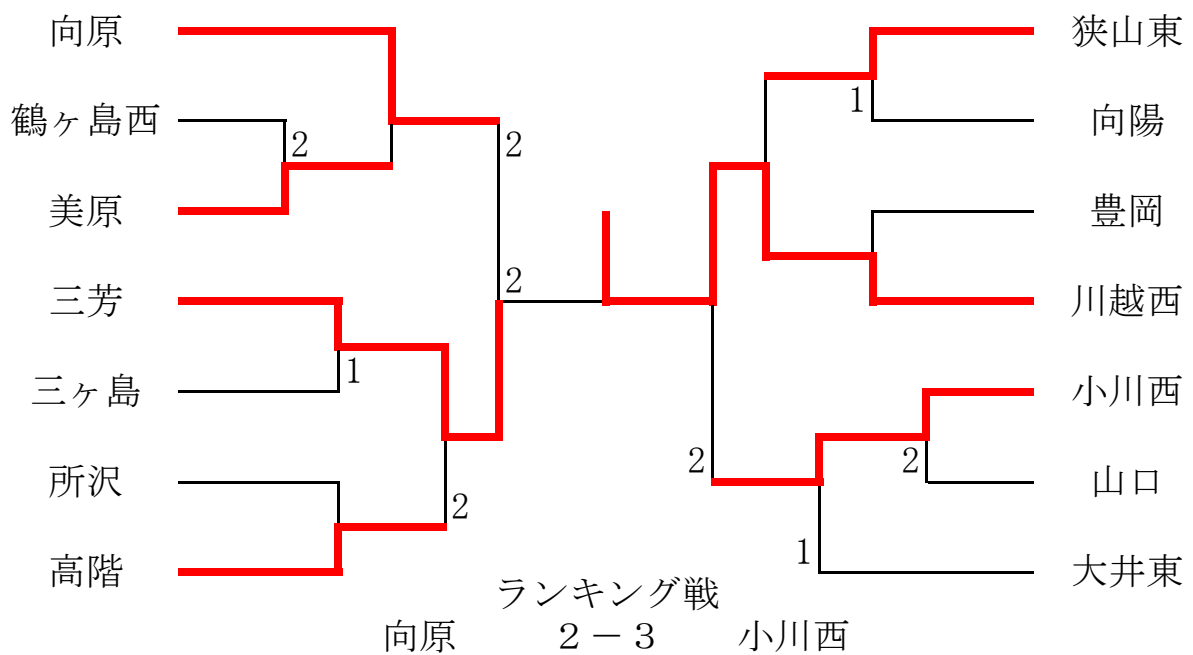 向原
狭山東
1
鶴ヶ島西
2
2
向陽
美原
豊岡
2
三芳
川越西
1
三ヶ島
小川西
2
2
所沢
山口
2
1
高階
大井東
ランキング戦
向原 2－3 小川西